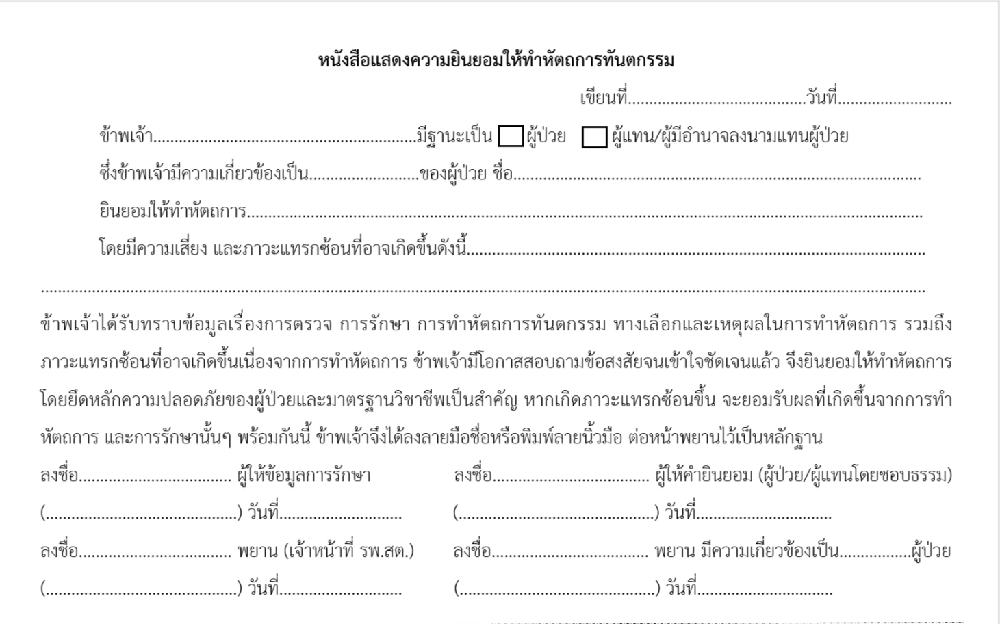 หนังสือแสดงความยินยอมให้ทำหัตถการทันตกรรม
เขียนที่..........................................วันที่...........................
ข้าพเจ้า..............................................................มีฐานะเป็น ☐ ผู้ป่วย ☐ ผู้แทน/ผู้มีอำนาจลงนามแทนผู้ป่วย
ซึ่งข้าพเจ้ามีความเกี่ยวข้องเป็น..........................ของผู้ป่วย ชื่อ................................................................................................
ยินยอมให้ทำหัตถการ................................................................................................................................................................
โดยมีความเสี่ยง และภาวะแทรกซ้อนที่อาจเกิดขึ้นดังนี้............................................................................................................
................................................................................................................................................................................................................
ข้าพเจ้าได้รับทราบข้อมูลเรื่องการตรวจ การรักษา การทำหัตถการทันตกรรม ทางเลือกและเหตุผลในการทำหัตถการ รวมถึง
ภาวะแทรกซ้อนที่อาจเกิดขึ้นเนื่องจากการทำหัตถการ ข้าพเจ้ามีโอกาสสอบถามข้อสงสัยจนเข้าใจชัดเจนแล้ว จึงยินยอมให้ทำหัตถการ
โดยยึดหลักความปลอดภัยของผู้ป่วยและมาตรฐานวิชาชีพเป็นสำคัญ หากเกิดภาวะแทรกซ้อนขึ้น จะยอมรับผลที่เกิดขึ้นจากการทำ
หัตถการ และการรักษานั้นๆ พร้อมกันนี้ ข้าพเจ้าจึงได้ลงลายมือชื่อหรือพิมพ์ลายนิ้วมือ ต่อหน้าพยานไว้เป็นหลักฐาน
ลงชื่อ.................................... ผู้ให้ข้อมูลการรักษา ลงชื่อ..................................... ผู้ให้คำยินยอม (ผู้ป่วย/ผู้แทนโดยชอบธรรม)
(.............................................) วันที่............................. (..............................................) วันที่................................
ลงชื่อ.................................... พยาน (เจ้าหน้าที่ รพ.สต.) ลงชื่อ..................................... พยาน มีความเกี่ยวข้องเป็น.................ผู้ป่วย
(.............................................) วันที่............................. (..............................................) วันที่................................